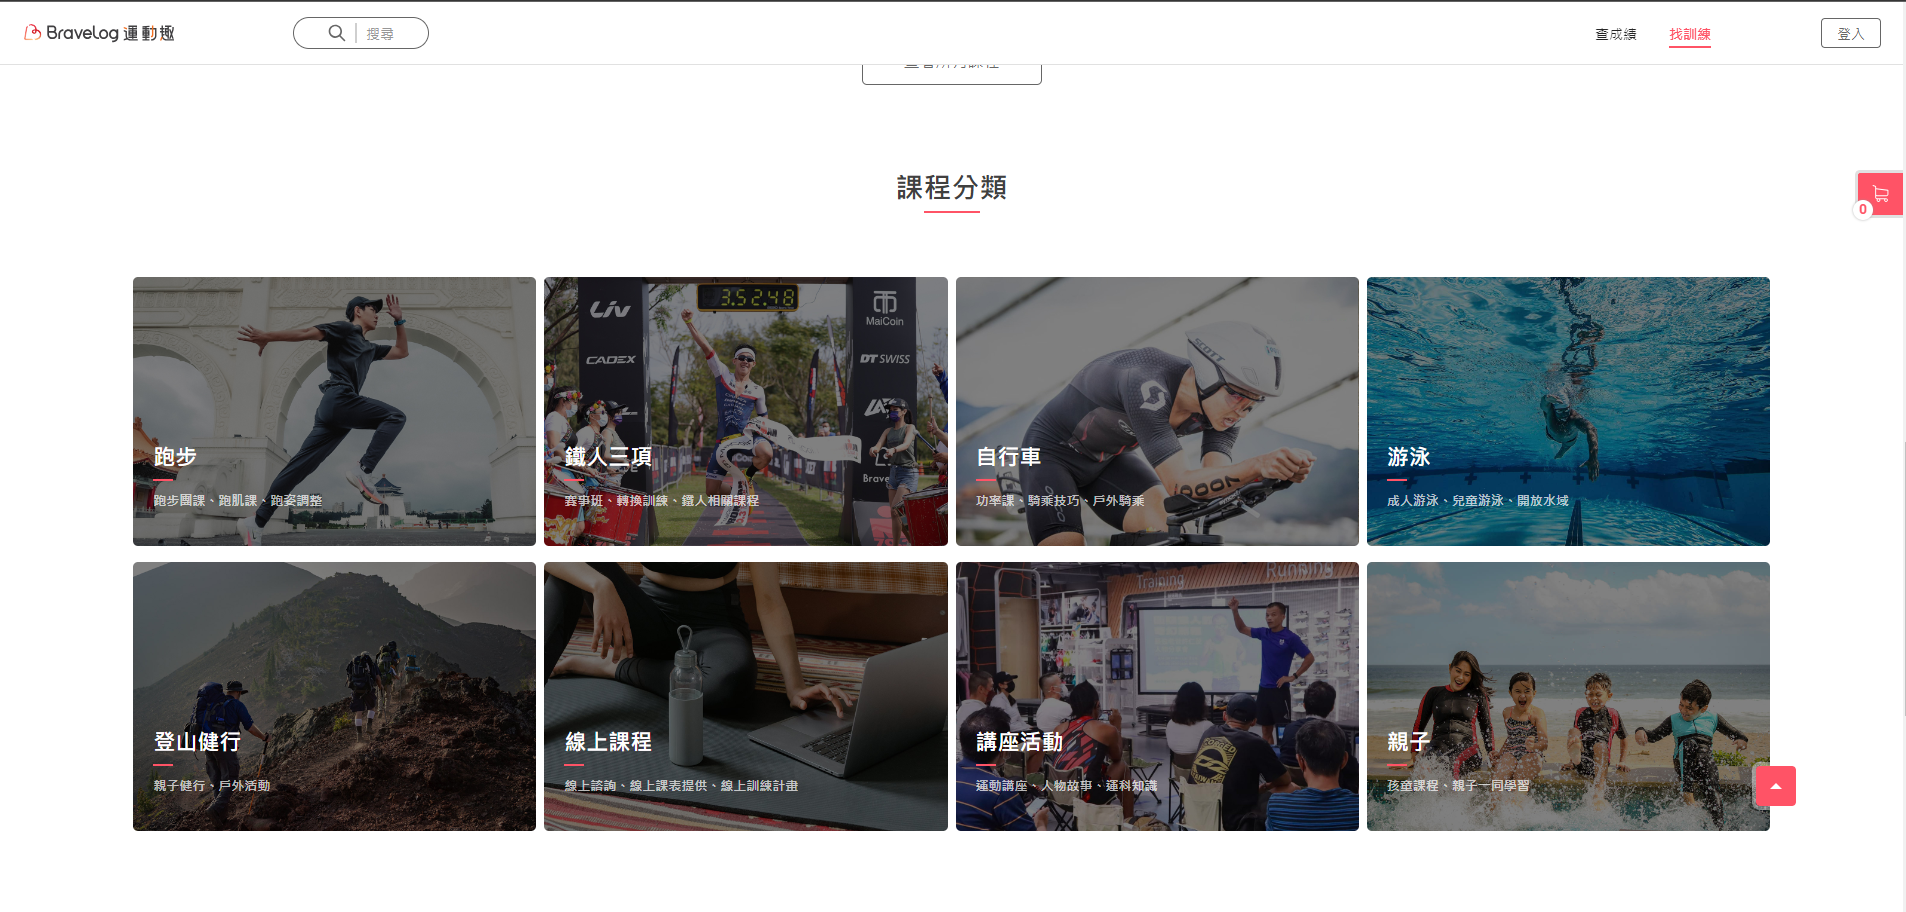 Bravelog 運動趣
搜尋
查成績
找訓練
登入
課程分類
0
跑步
跑步團課、跑肌課、跑姿調整
Liv
CADEX
3:52:48
MaiCoin
DT SWISS
Brave
鐵人三項
賽事班、轉換訓練、鐵人相關課程
SCOTT
自行車
功率課、騎乘技巧、戶外騎乘
游泳
成人游泳、兒童游泳、開放水域
登山健行
親子健行、戶外活動
線上課程
線上諮詢、線上課表提供、線上訓練計畫
Training
Running
講座活動
運動講座、人物故事、運科知識
親子
孩童課程、親子一同學習